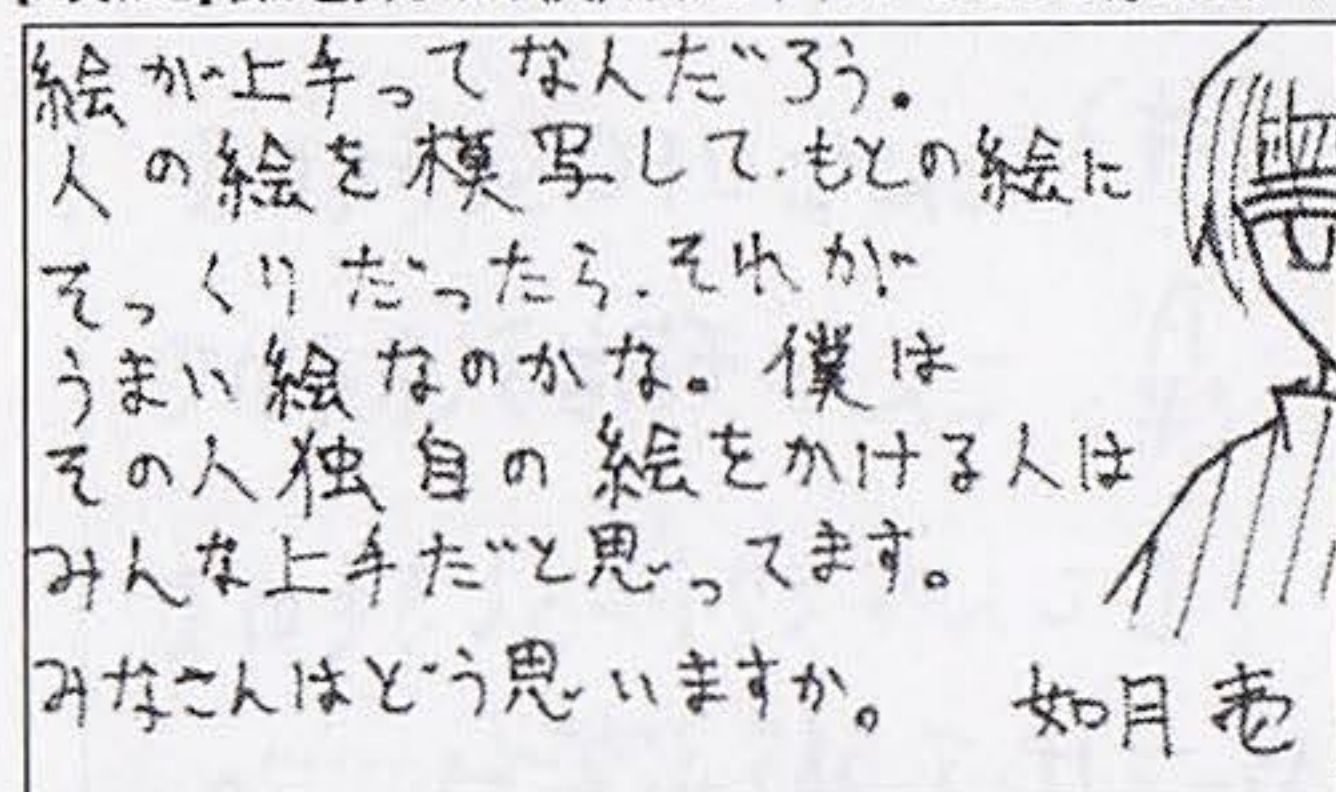 絵が上手ってなんだろう。
人の絵を模写して、もとの絵に
そっくりだったら、それが
うまい絵なのかな。僕は
その人独自の絵をかける人は
みんな上手だと思ってます。
みなさんはどう思いますか。
如月壱